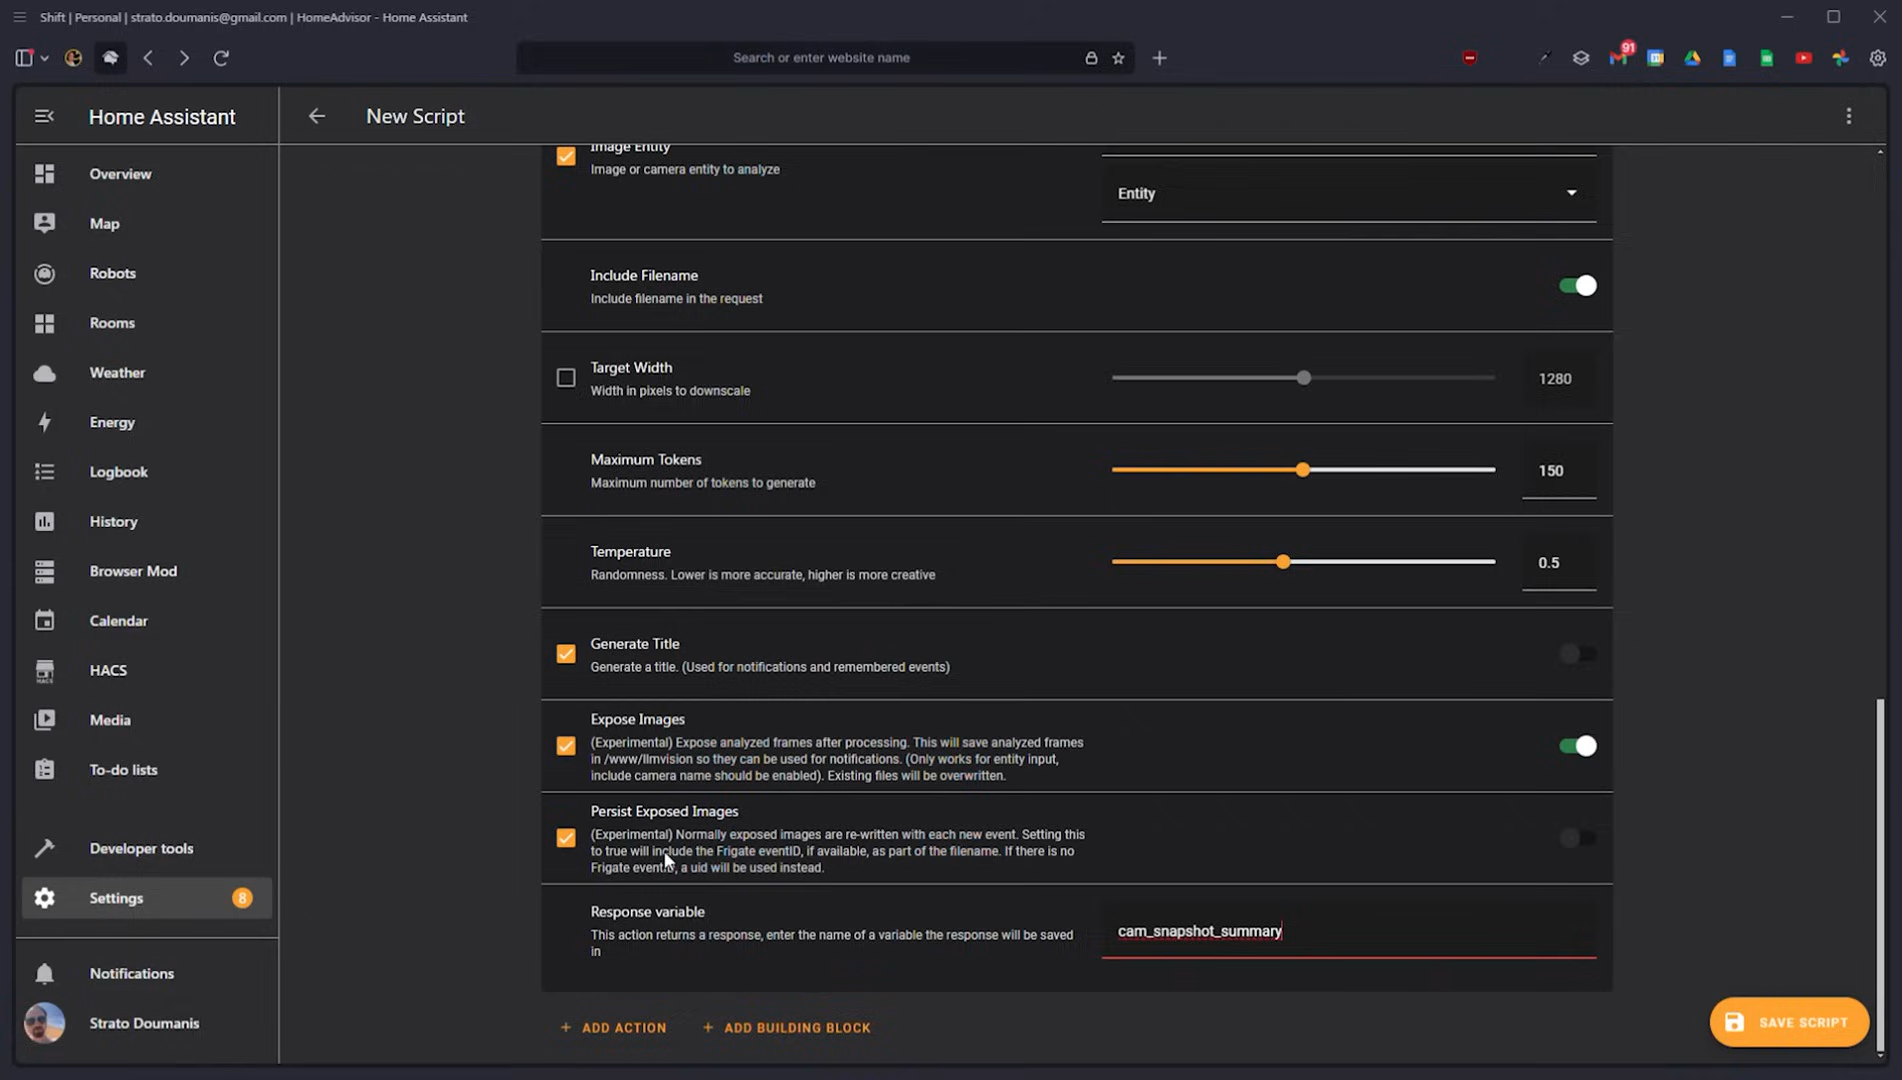 Shift | Personal | strato.doumanis@gmail.com | HomeAdvisor - Home Assistant
Search or enter website name
91
Home Assistant
New Script
Overview
Map
Robots
Rooms
Weather
Energy
Logbook
History
Browser Mod
Calendar
HACS
Media
To-do lists
Developer tools
Settings
8
Notifications
Strato Doumanis
Image Entity
Image or camera entity to analyze
Entity
Include Filename
Include filename in the request
Target Width
Width in pixels to downscale
1280
Maximum Tokens
Maximum number of tokens to generate
150
Temperature
Randomness. Lower is more accurate, higher is more creative
0.5
Generate Title
Generate a title. (Used for notifications and remembered events)
Expose Images
(Experimental) Expose analyzed frames after processing. This will save analyzed frames
in /www/llmvision so they can be used for notifications. (Only works for entity input,
include camera name should be enabled). Existing files will be overwritten.
Persist Exposed Images
(Experimental) Normally exposed images are re-written with each new event. Setting this
to true will include the Frigate eventID, if available, as part of the filename. If there is no
Frigate eventID, a uid will be used instead.
Response variable
This action returns a response, enter the name of a variable the response will be saved
in
cam_snapshot_summary
+ ADD ACTION
+ ADD BUILDING BLOCK
SAVE SCRIPT